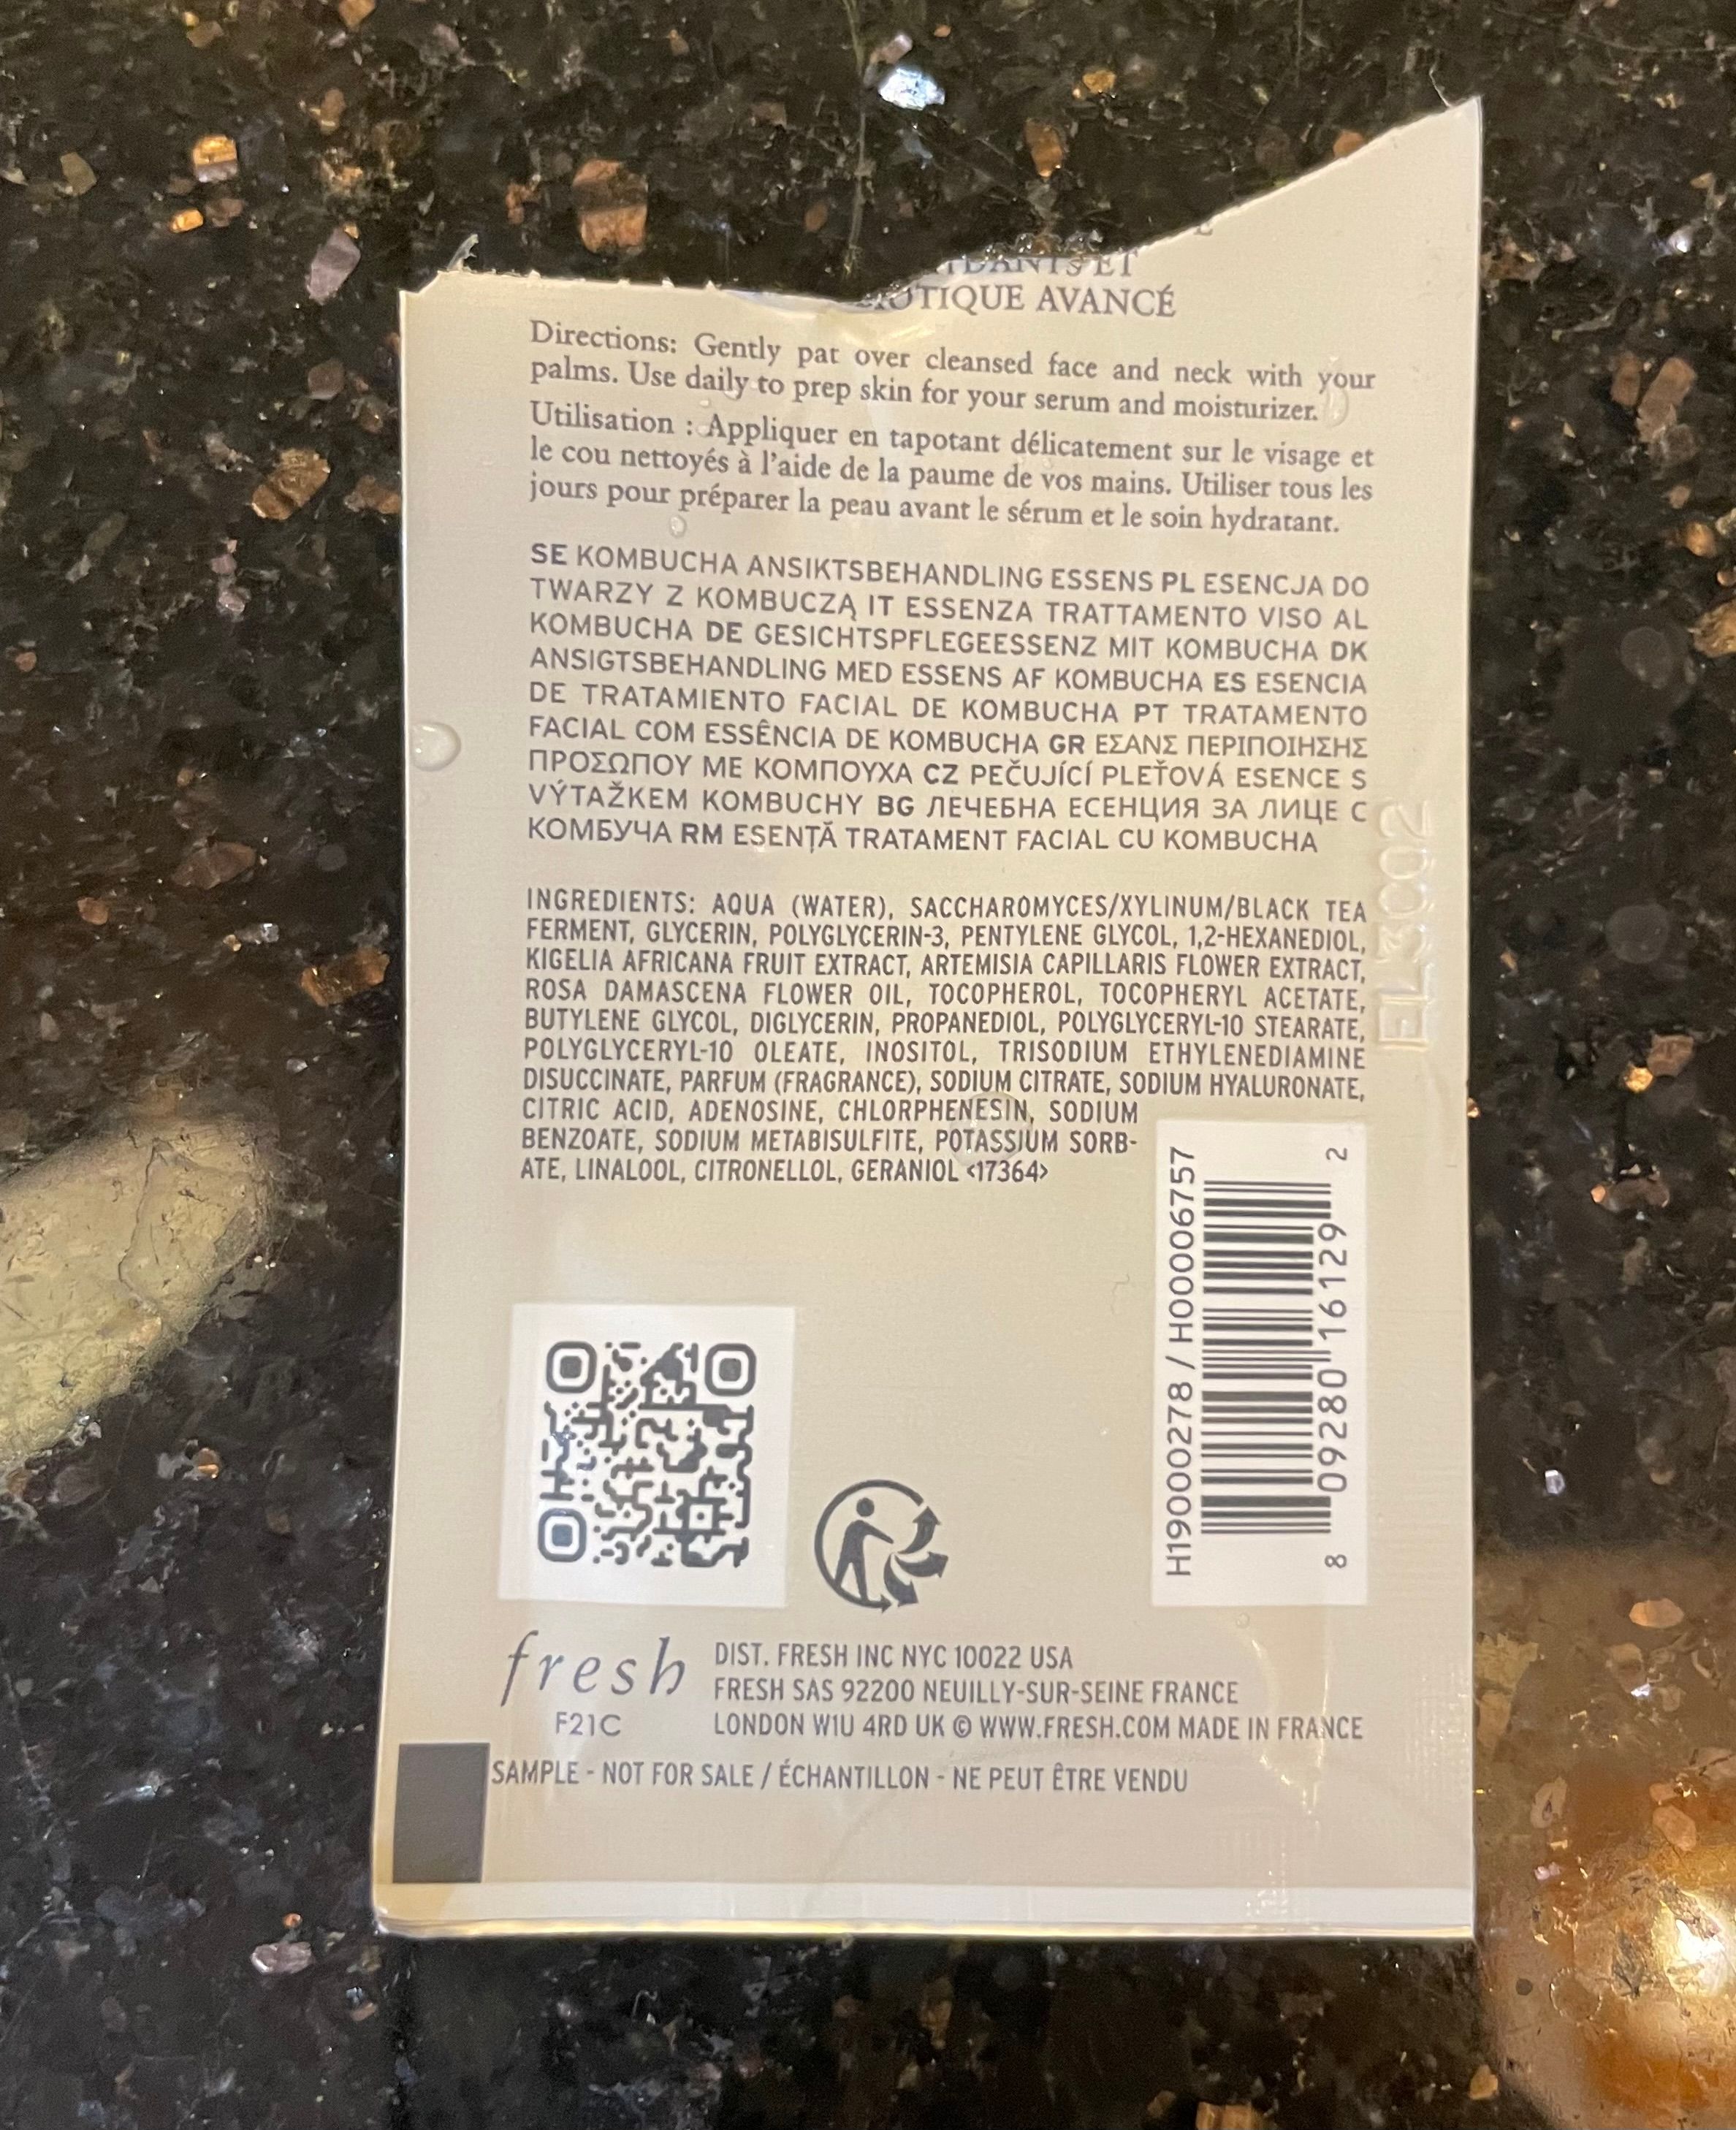 ET
AVANCÉ
Directions: Gently pat over cleansed face and neck with your
palms. Use daily to prep skin for your serum and moisturizer.
Utilisation : Appliquer en tapotant délicatement sur le visage et
le cou nettoyés à l’aide de la paume de vos mains. Utiliser tous les
jours pour préparer la peau avant le sérum et le soin hydratant.
SE KOMBUCHA ANSIKTSBEHANDLING ESSENS PL ESENCJA DO
TWARZY Z KOMBUCZĄ IT ESSENZA TRATTAMENTO VISO AL
KOMBUCHA DE GESICHTSPFLEGEESSENZ MIT KOMBUCHA DK
ANSIGTSBEHANDLING MED ESSENS AF KOMBUCHA ES ESENCIA
DE TRATAMIENTO FACIAL DE KOMBUCHA PT TRATAMENTO
FACIAL COM ESSÊNCIA DE KOMBUCHA GR ΕΣΑΝΣ ΠΕΡΙΠΟΙΗΣΗΣ
ΠΡΟΣΩΠΟΥ ΜΕ ΚΟΜΠΟΥΧΑ CZ PEČUJÍCÍ PLEŤOVÁ ESENCE S
VÝTAŽKEM KOMBUCHY BG ЛЕЧЕБНА ЕСЕНЦИЯ ЗА ЛИЦЕ С
КОМБУЧА RM ESENȚĂ TRATAMENT FACIAL CU KOMBUCHA
INGREDIENTS: AQUA (WATER), SACCHAROMYCES/XYLINUM/BLACK TEA
FERMENT, GLYCERIN, POLYGLYCERIN-3, PENTYLENE GLYCOL, 1,2-HEXANEDIOL,
KIGELIA AFRICANA FRUIT EXTRACT, ARTEMISIA CAPILLARIS FLOWER EXTRACT,
ROSA DAMASCENA FLOWER OIL, TOCOPHEROL, TOCOPHERYL ACETATE,
BUTYLENE GLYCOL, DIGLYCERIN, PROPANEDIOL, POLYGLYCERYL-10 STEARATE,
POLYGLYCERYL-10 OLEATE, INOSITOL, TRISODIUM ETHYLENEDIAMINE
DISUCCINATE, PARFUM (FRAGRANCE), SODIUM CITRATE, SODIUM HYALURONATE,
CITRIC ACID, ADENOSINE, CHLORPHENESIN, SODIUM
BENZOATE, SODIUM METABISULFITE, POTASSIUM SORB-
ATE, LINALOOL, CITRONELLOL, GERANIOL <17364>
EL3C02
H19000278 / H00006757
8 09280 16129 2
fresh
F21C
DIST. FRESH INC NYC 10022 USA
FRESH SAS 92200 NEUILLY-SUR-SEINE FRANCE
LONDON W1U 4RD UK © WWW.FRESH.COM MADE IN FRANCE
SAMPLE - NOT FOR SALE / ÉCHANTILLON - NE PEUT ÊTRE VENDU